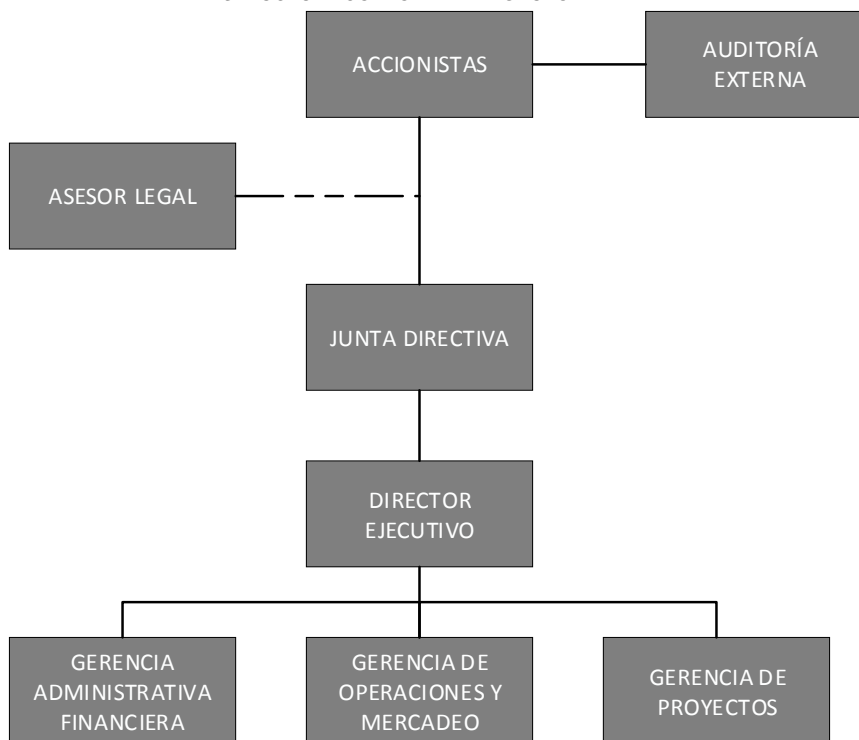 ACCIONISTAS
AUDITORÍA
EXTERNA
ASESOR LEGAL
JUNTA DIRECTIVA
DIRECTOR
EJECUTIVO
GERENCIA
ADMINISTRATIVA
FINANCIERA
GERENCIA DE
OPERACIONES Y
MERCADEO
GERENCIA DE
PROYECTOS